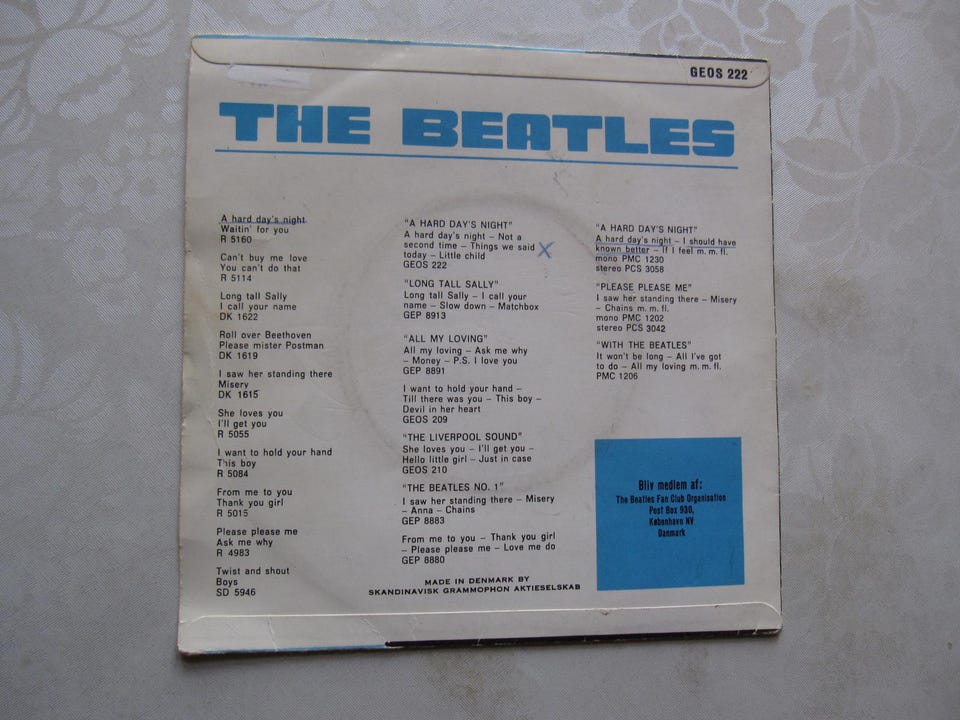 GEOS 222
THE BEATLES
A hard day's night
Waitin' for you
R 5160
Can't buy me love
You can't do that
R 5114
Long tall Sally
I call your name
DK 1622
Roll over Beethoven
Please mister Postman
DK 1619
I saw her standing there
Misery
DK 1615
She loves you
I'll get you
R 5055
I want to hold your hand
This boy
R 5084
From me to you
Thank you girl
R 5015
Please please me
Ask me why
R 4983
Twist and shout
Boys
SD 5946
"A HARD DAY'S NIGHT"
A hard day's night – Not a
second time – Things we said
today – Little child
GEOS 222
X
"LONG TALL SALLY"
Long tall Sally – I call your
name – Slow down – Matchbox
GEP 8913
"ALL MY LOVING"
All my loving – Ask me why
– Money – P.S. I love you
GEP 8891
I want to hold your hand –
Till there was you – This boy –
Devil in her heart
GEOS 209
"THE LIVERPOOL SOUND"
She loves you – I'll get you –
Hello little girl – Just in case
GEOS 210
"THE BEATLES NO. 1"
I saw her standing there – Misery
– Anna – Chains
GEP 8883
From me to you – Thank you girl
– Please please me – Love me do
GEP 8880
"A HARD DAY'S NIGHT"
A hard day's night – I should have
known better – If I feel m. m. fl.
mono PMC 1230
stereo PCS 3058
"PLEASE PLEASE ME"
I saw her standing there – Misery
– Chains m. m. fl.
mono PMC 1202
stereo PCS 3042
"WITH THE BEATLES"
It won't be long – All I've got
to do – All my loving m. m. fl.
PMC 1206
Bliv medlem af:
The Beatles Fan Club Organisation
Post Box 930,
København NV
Danmark
MADE IN DENMARK BY
SKANDINAVISK GRAMMOPHON AKTIESELSKAB